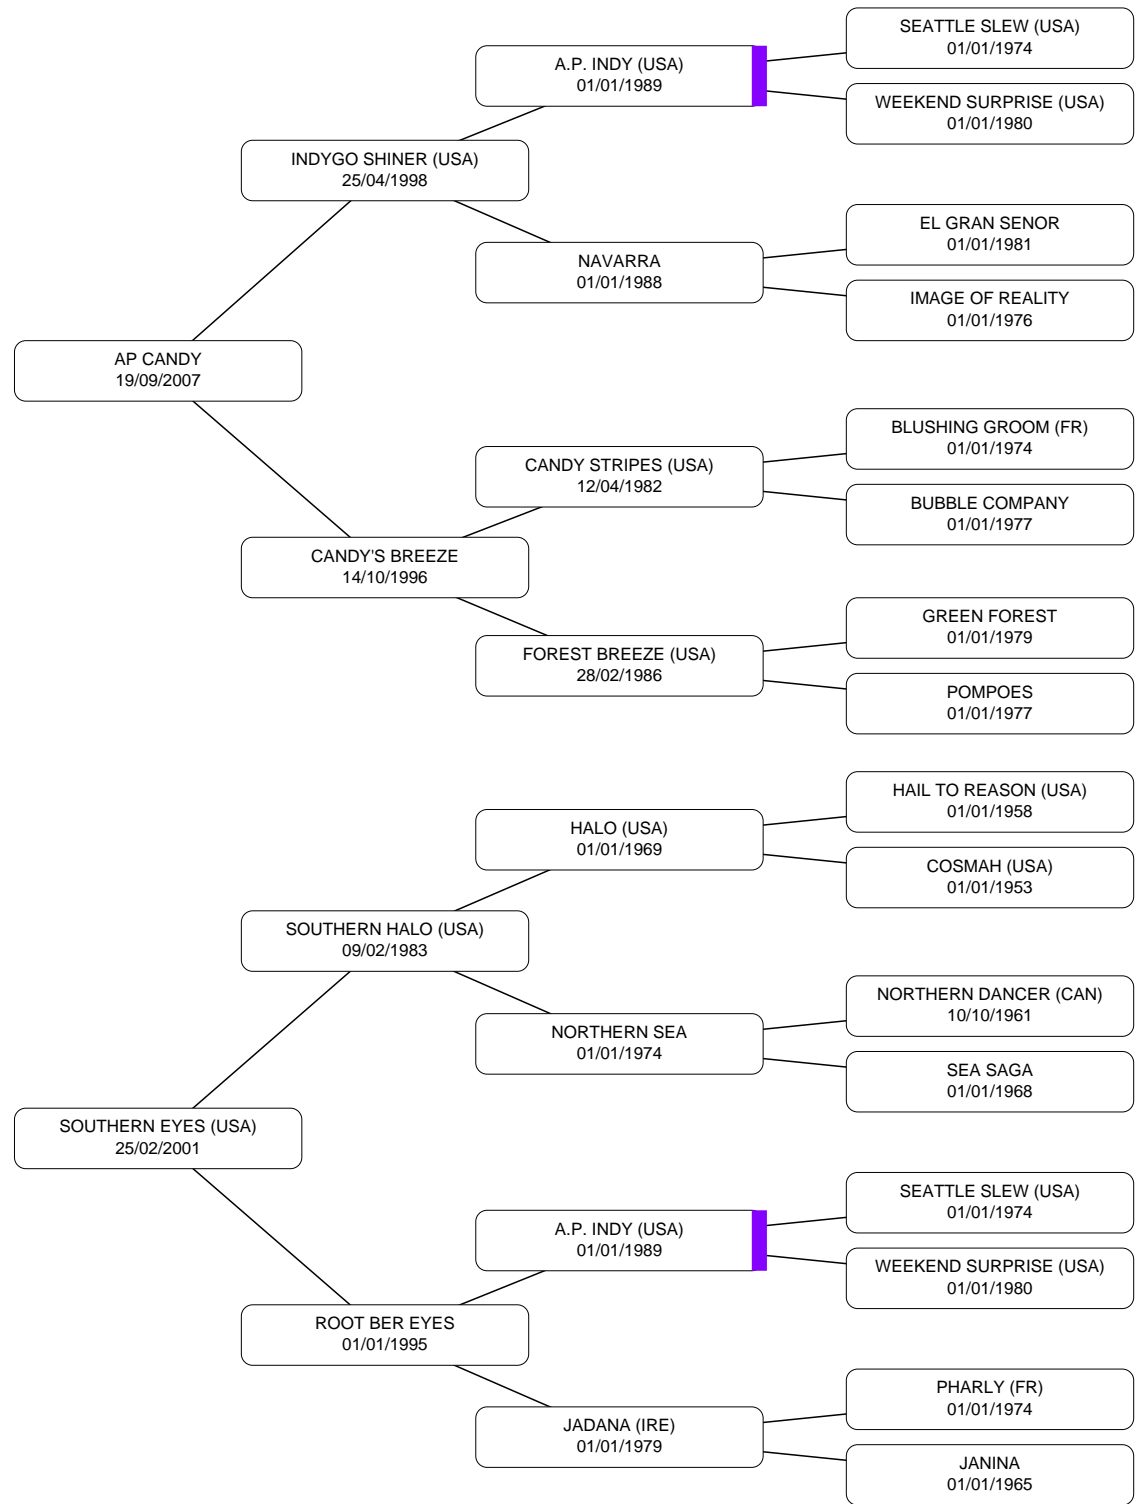 SEATTLE SLEW (USA)
01/01/1974
A.P. INDY (USA)
01/01/1989
WEEKEND SURPRISE (USA)
01/01/1980
INDYGO SHINER (USA)
25/04/1998
EL GRAN SENOR
01/01/1981
NAVARRA
01/01/1988
IMAGE OF REALITY
01/01/1976
AP CANDY
19/09/2007
BLUSHING GROOM (FR)
01/01/1974
CANDY STRIPES (USA)
12/04/1982
BUBBLE COMPANY
01/01/1977
CANDY'S BREEZE
14/10/1996
GREEN FOREST
01/01/1979
FOREST BREEZE (USA)
28/02/1986
POMPOES
01/01/1977
HAIL TO REASON (USA)
01/01/1958
HALO (USA)
01/01/1969
COSMAH (USA)
01/01/1953
SOUTHERN HALO (USA)
09/02/1983
NORTHERN DANCER (CAN)
10/10/1961
NORTHERN SEA
01/01/1974
SEA SAGA
01/01/1968
SOUTHERN EYES (USA)
25/02/2001
SEATTLE SLEW (USA)
01/01/1974
A.P. INDY (USA)
01/01/1989
WEEKEND SURPRISE (USA)
01/01/1980
ROOT BER EYES
01/01/1995
PHARLY (FR)
01/01/1974
JADANA (IRE)
01/01/1979
JANINA
01/01/1965